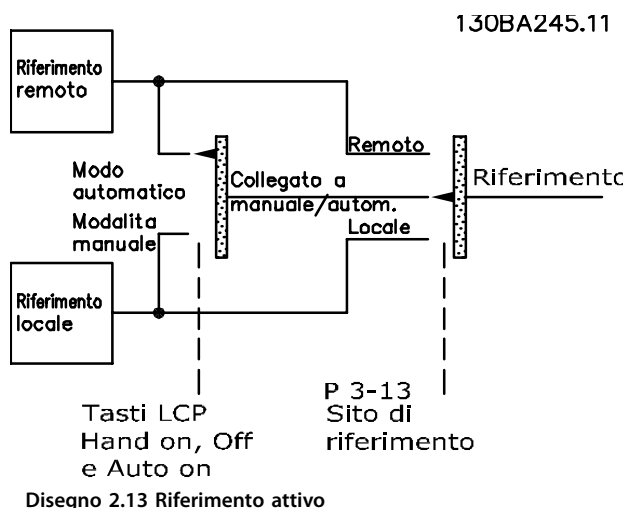 130BA245.11
Riferimento
remoto
Remoto
Modo
automatico
Collegato a
manuale/autom.
Riferimento
Modalita
manuale
Locale
Riferimento
locale
Tasti LCP
Hand on, Off
e Auto on
P 3-13
Sito di
riferimento
Disegno 2.13 Riferimento attivo